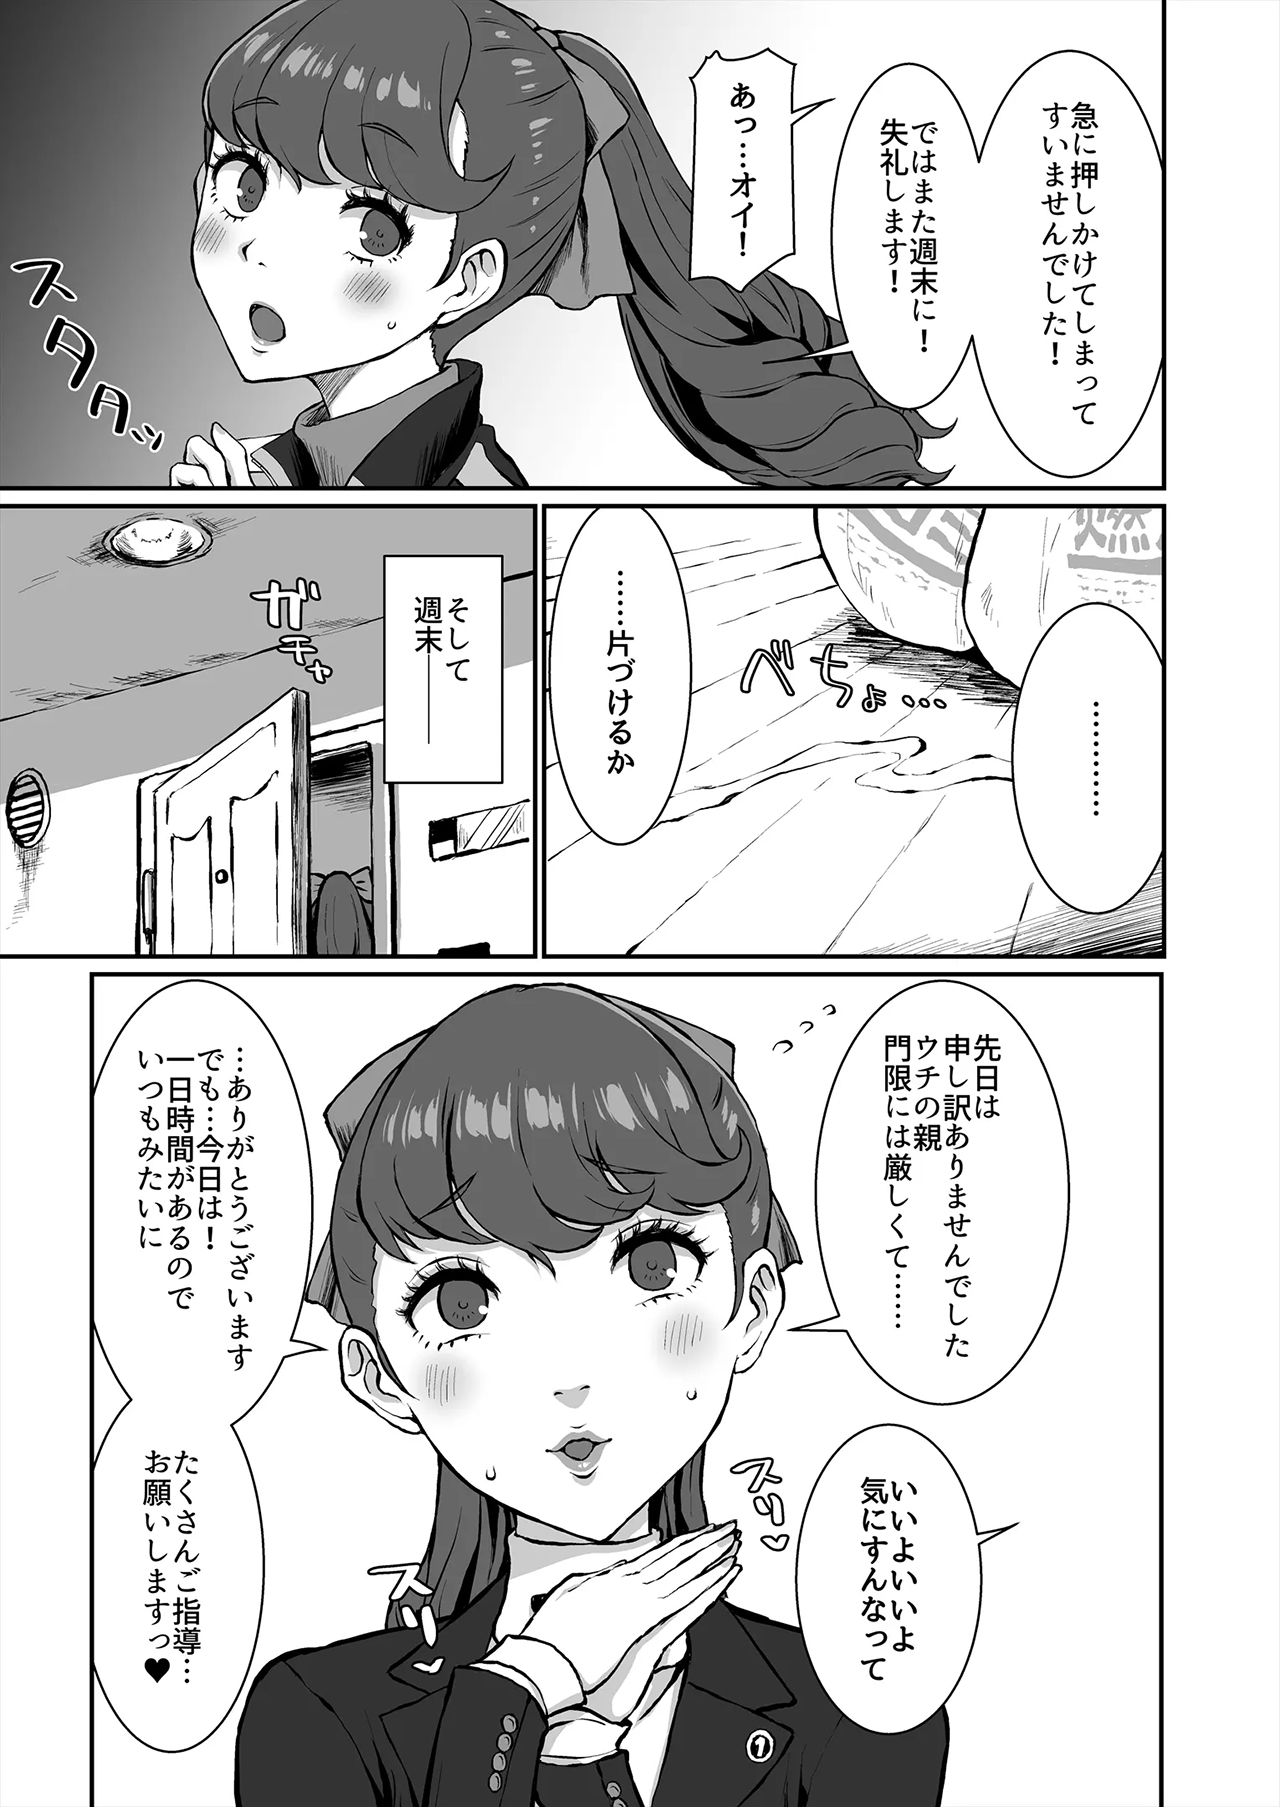 急に押しかけてしまって
すいませんでした！
ではまた週末に！
失礼します！
あっ…オイ！
スタタタッ
…………
燃
べちょ…
……片づけるか
そして
週末――
ガチャ
先日は
申し訳ありませんでした
ウチの親
門限には厳しくて……
いいよいいよ
気にすんなって
スリ♡
…ありがとうございます
でも…今日は！
一日時間があるので
いつもみたいに
たくさんご指導…
お願いしますっ♥
1